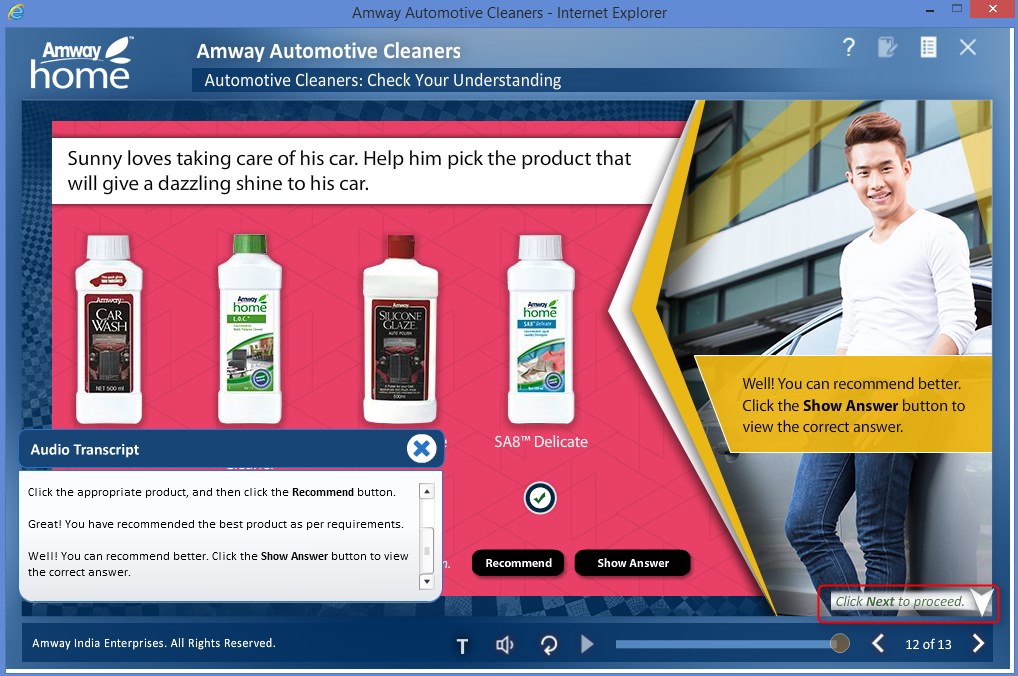 Amway Automotive Cleaners - Internet Explorer
Amway™
home
Amway Automotive Cleaners
Automotive Cleaners: Check Your Understanding
?
Sunny loves taking care of his car. Help him pick the product that
will give a dazzling shine to his car.
Amway
CAR
WASH
NET 500 ml
Amway
home
L.O.C.™
Amway
SILICONE
GLAZE
AUTO POLISH
500ml
Amway
home
SA8™ Delicate
SA8™ Delicate
Well! You can recommend better.
Click the Show Answer button to
view the correct answer.
Audio Transcript
Click the appropriate product, and then click the Recommend button.
Great! You have recommended the best product as per requirements.
Well! You can recommend better. Click the Show Answer button to view
the correct answer.
Recommend
Show Answer
Click Next to proceed.
Amway India Enterprises. All Rights Reserved.
T
12 of 13